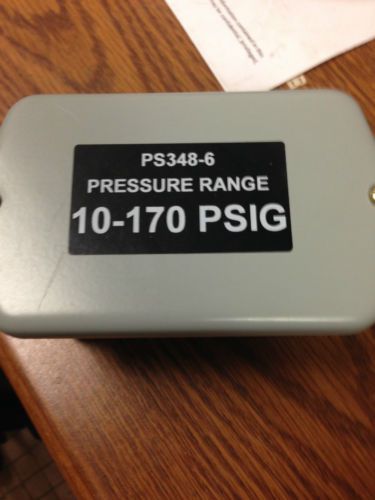 PS348-6
PRESSURE RANGE
10-170 PSIG